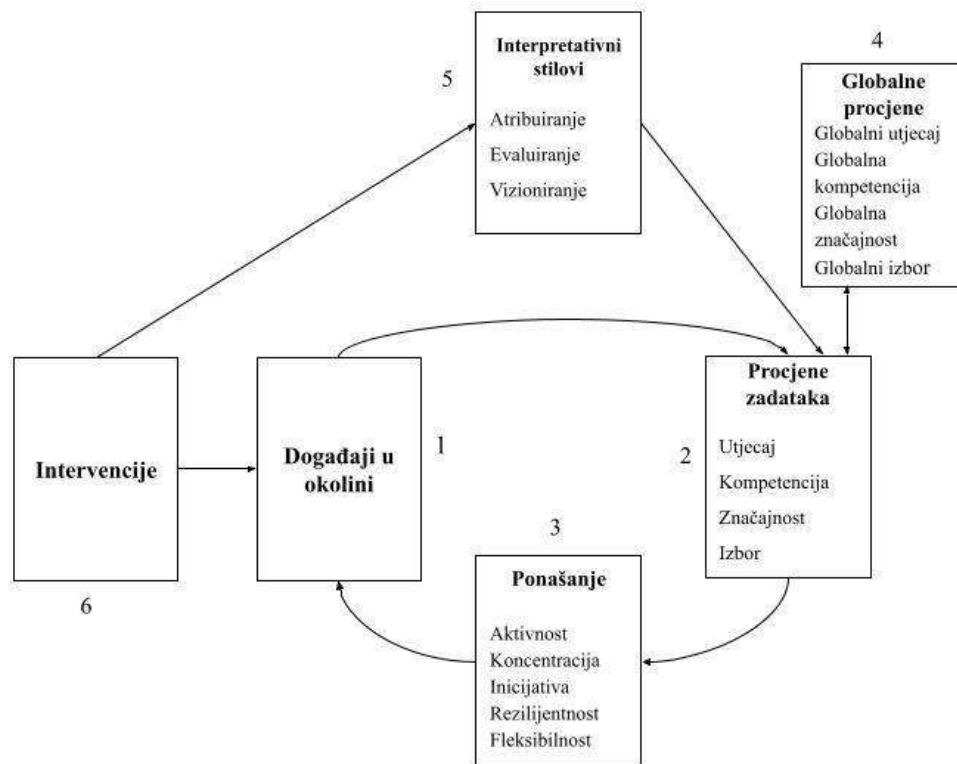 Interpretativni
stilovi
5
Atribuiranje
Evaluiranje
Vizioniranje
4
Globalne
procjene
Globalni utjecaj
Globalna
kompetencija
Globalna
značajnost
Globalni izbor
Intervencije
6
Događaji u
okolini
1
Procjene
zadataka
2
Utjecaj
Kompetencija
Značajnost
Izbor
3
Ponašanje
Aktivnost
Koncentracija
Inicijativa
Rezilijentnost
Fleksibilnost